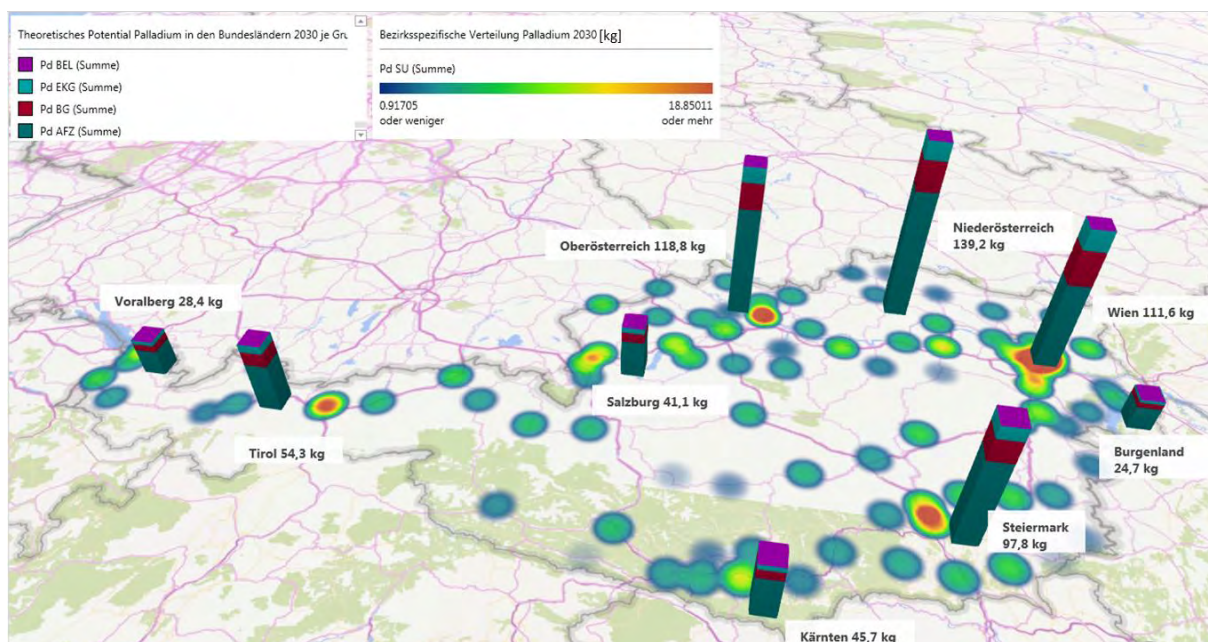 Theoretisches Potential Palladium in den Bundesländern 2030 je Gru
Pd BEL (Summe)
Pd EKG (Summe)
Pd BG (Summe)
Pd AFZ (Summe)
Bezirksspezifische Verteilung Palladium 2030 [kg]
Pd SU (Summe)
0.91705
oder weniger
18.85011
oder mehr
Niederösterreich
139,2 kg
Oberösterreich 118,8 kg
Voralberg 28,4 kg
Wien 111,6 kg
Salzburg 41,1 kg
Tirol 54,3 kg
Burgenland
24,7 kg
Steiermark
97,8 kg
Kärnten 45,7 kg